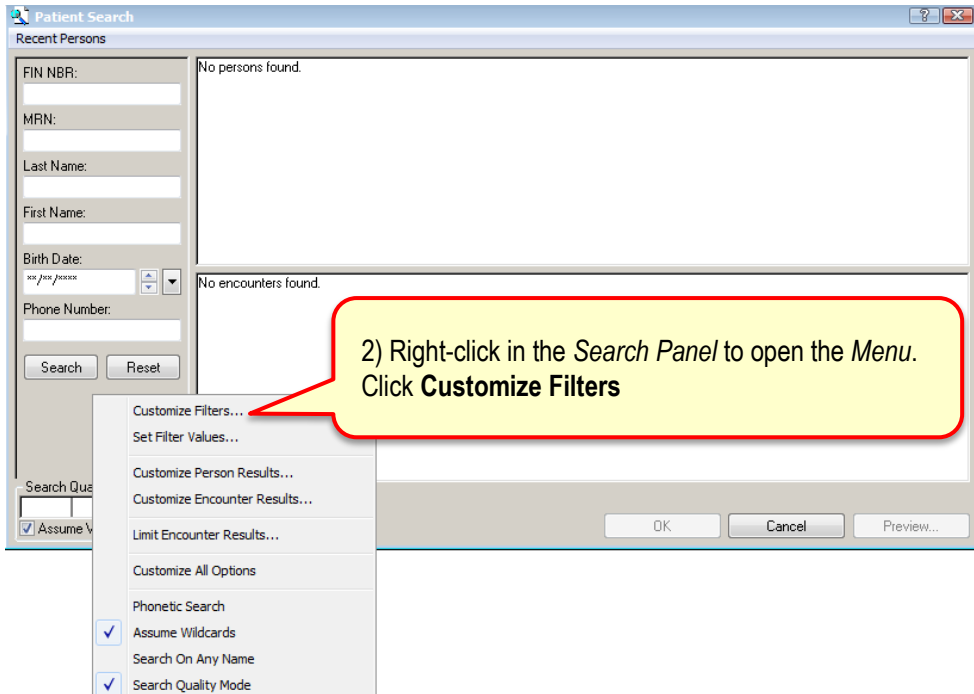 Patient Search
Recent Persons
FIN NBR:
MRN:
Last Name:
First Name:
Birth Date:
**/**/****
Phone Number:
Search
Reset
No persons found.
No encounters found.
2) Right-click in the Search Panel to open the Menu.
Click Customize Filters
Customize Filters...
Set Filter Values...
Customize Person Results...
Customize Encounter Results...
Limit Encounter Results...
Customize All Options
Phonetic Search
Assume Wildcards
Search On Any Name
Search Quality Mode
Search Qua
Assume
OK
Cancel
Preview...